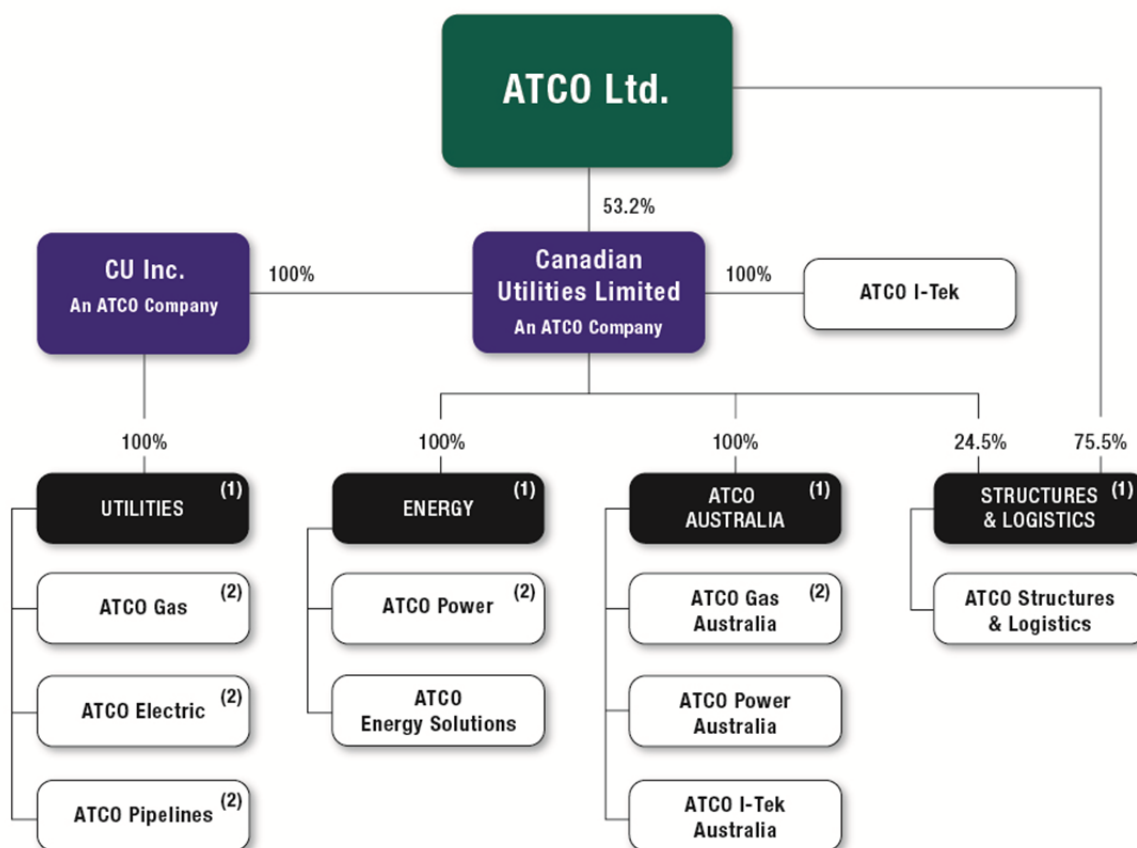 ATCO Ltd.
53.2%
CU Inc.
An ATCO Company
100%
Canadian
Utilities Limited
An ATCO Company
100%
ATCO I-Tek
100%
100%
100%
24.5%
75.5%
UTILITIES (1)
ENERGY (1)
ATCO (1)
AUSTRALIA
STRUCTURES (1)
& LOGISTICS
ATCO Gas (2)
ATCO Power (2)
ATCO Gas (2)
Australia
ATCO Structures
& Logistics
ATCO Electric (2)
ATCO
Energy Solutions
ATCO Power
Australia
ATCO Pipelines (2)
ATCO I-Tek
Australia